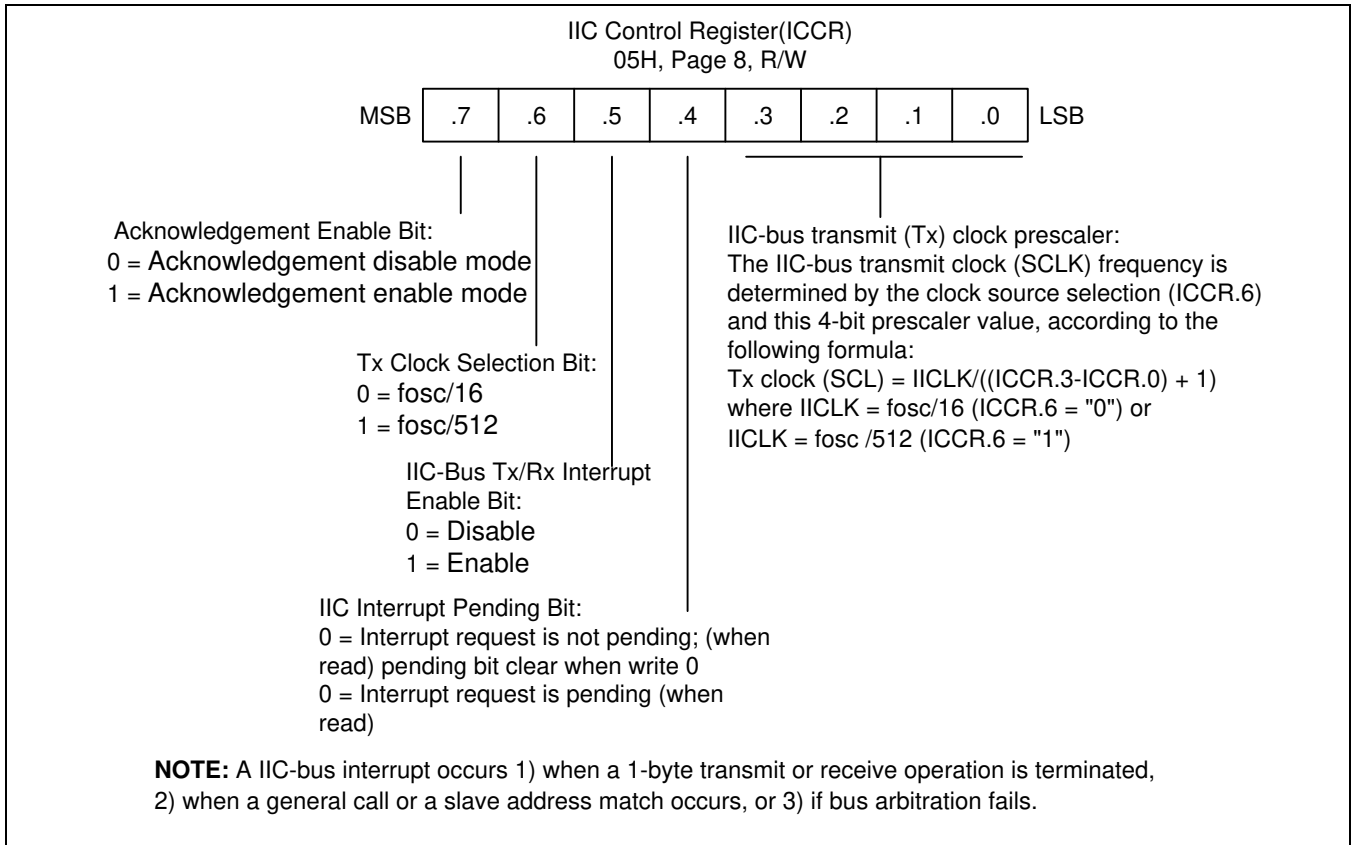 IIC Control Register(ICCR)
05H, Page 8, R/W
MSB .7 .6 .5 .4 .3 .2 .1 .0 LSB
Acknowledgement Enable Bit:
0 = Acknowledgement disable mode
1 = Acknowledgement enable mode
Tx Clock Selection Bit:
0 = fosc/16
1 = fosc/512
IIC-Bus Tx/Rx Interrupt
Enable Bit:
0 = Disable
1 = Enable
IIC Interrupt Pending Bit:
0 = Interrupt request is not pending; (when
read) pending bit clear when write 0
0 = Interrupt request is pending (when
read)
IIC-bus transmit (Tx) clock prescaler:
The IIC-bus transmit clock (SCLK) frequency is
determined by the clock source selection (ICCR.6)
and this 4-bit prescaler value, according to the
following formula:
Tx clock (SCL) = IICLK/((ICCR.3-ICCR.0) + 1)
where IICLK = fosc/16 (ICCR.6 = "0") or
IICLK = fosc /512 (ICCR.6 = "1")
NOTE: A IIC-bus interrupt occurs 1) when a 1-byte transmit or receive operation is terminated,
2) when a general call or a slave address match occurs, or 3) if bus arbitration fails.